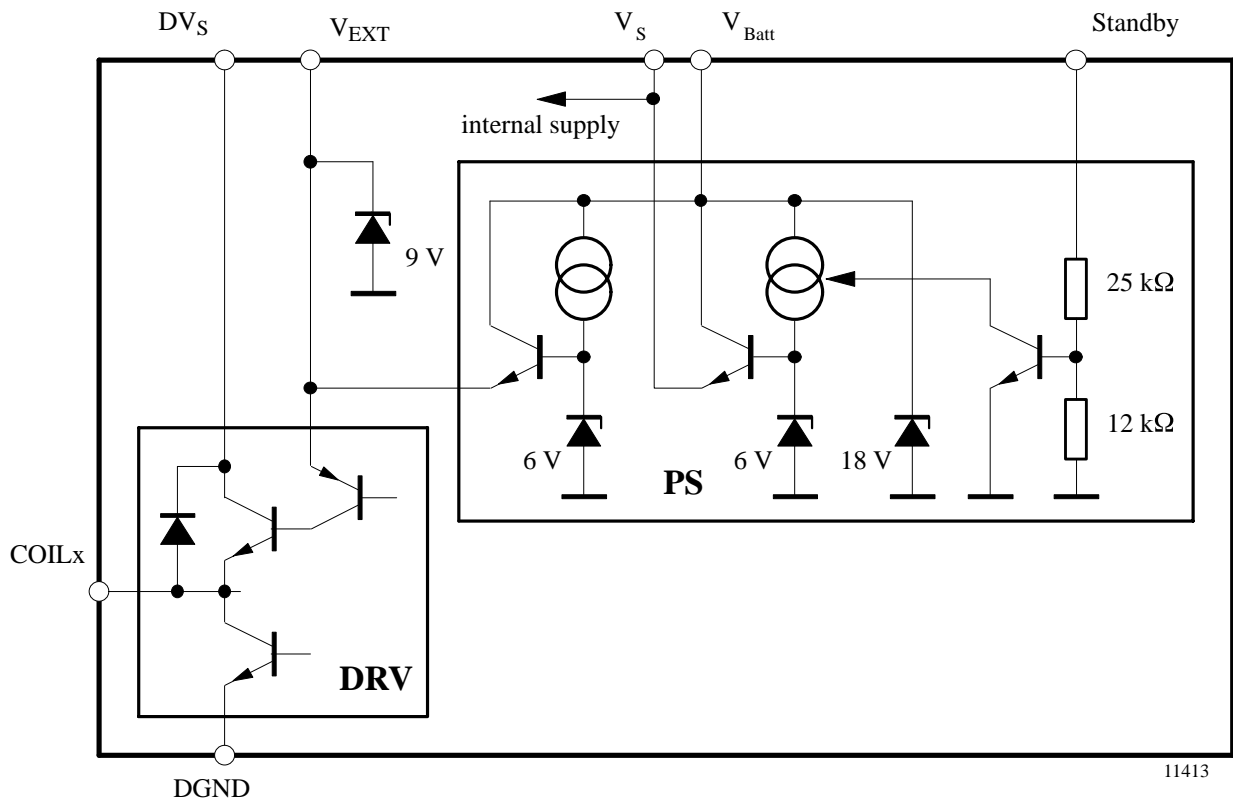 DVS
VEXT
VS
VBatt
Standby
internal supply
9 V
25 kΩ
12 kΩ
6 V
6 V
18 V
PS
COILx
DRV
DGND
11413